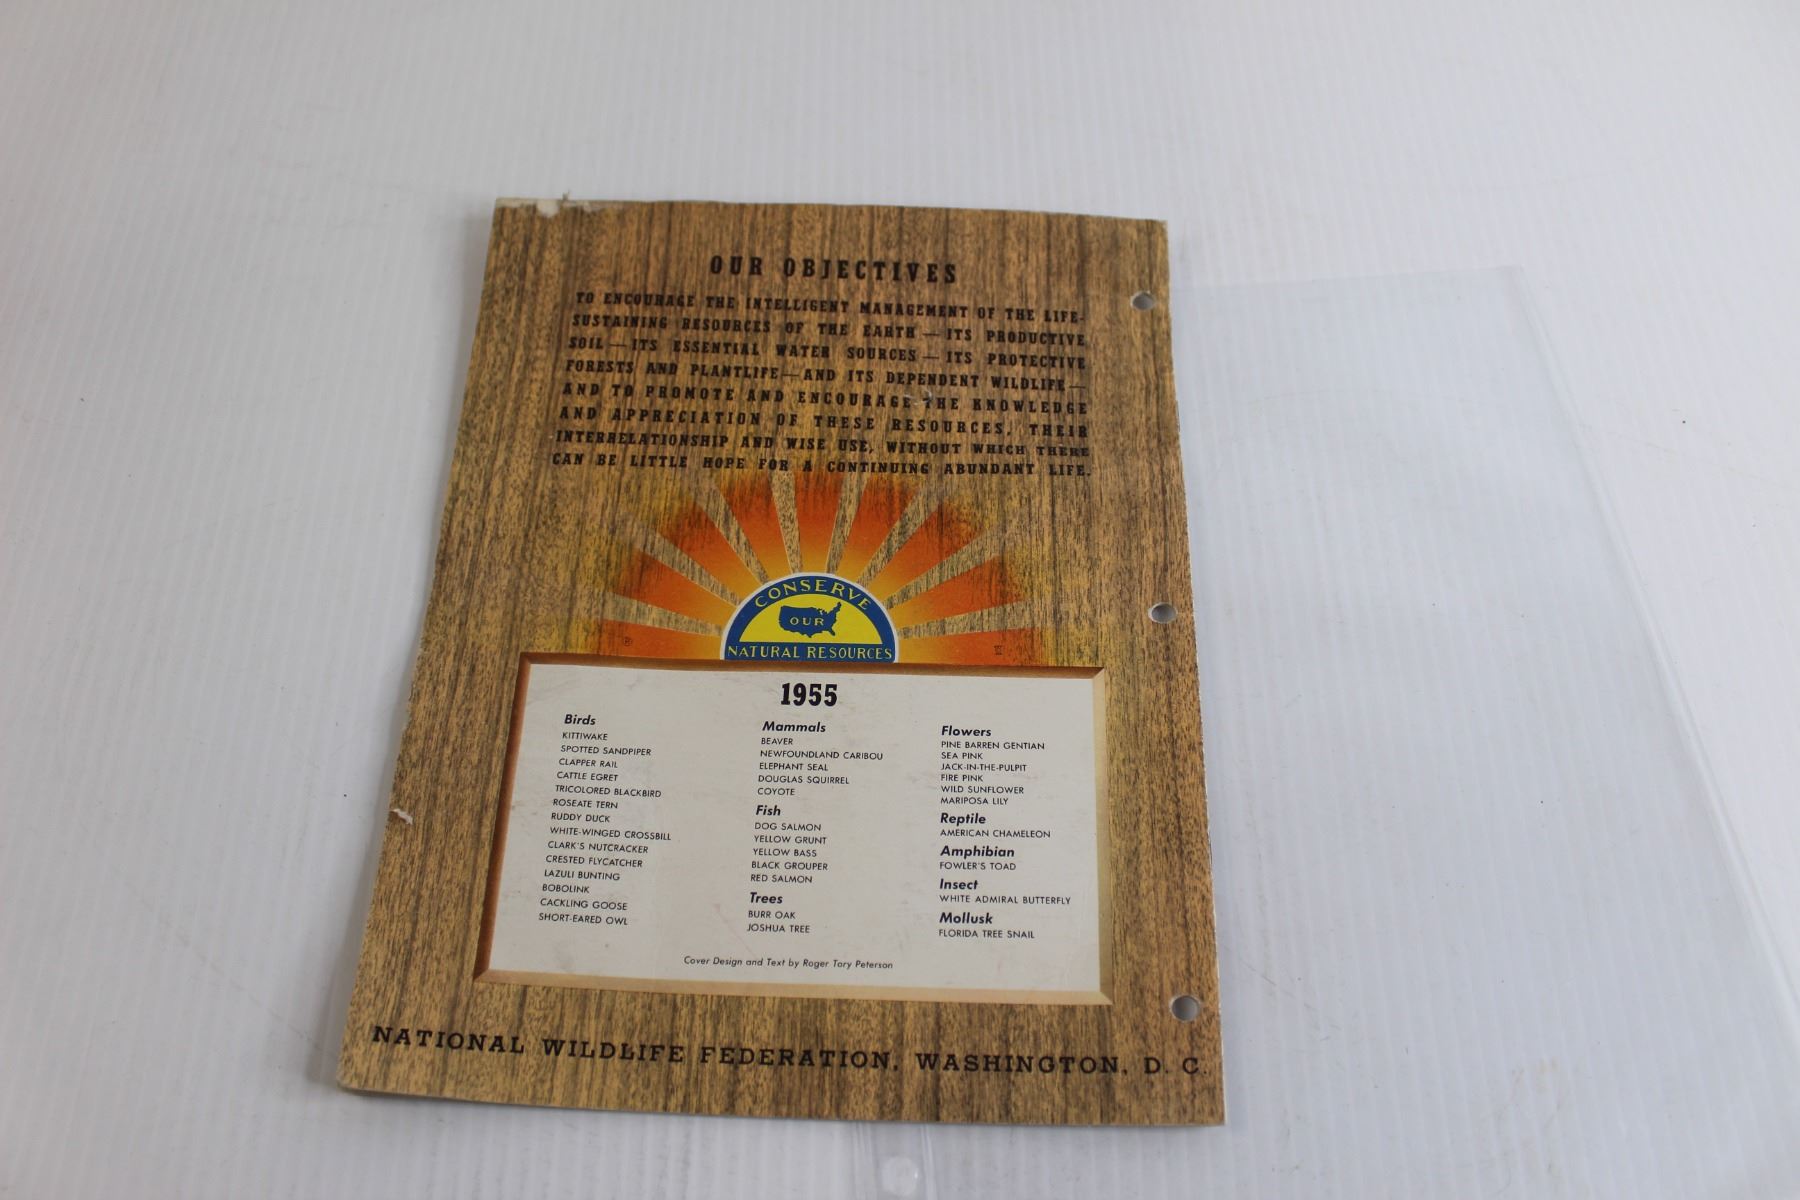 OUR OBJECTIVES
TO ENCOURAGE THE INTELLIGENT MANAGEMENT OF THE LIFE-
SUSTAINING RESOURCES OF THE EARTH — ITS PRODUCTIVE
SOIL — ITS ESSENTIAL WATER SOURCES — ITS PROTECTIVE
FORESTS AND PLANTLIFE — AND ITS DEPENDENT WILDLIFE —
AND TO PROMOTE AND ENCOURAGE THE KNOWLEDGE
AND APPRECIATION OF THESE RESOURCES, THEIR
INTERRELATIONSHIP AND WISE USE, WITHOUT WHICH THERE
CAN BE LITTLE HOPE FOR A CONTINUING ABUNDANT LIFE.
CONSERVE
OUR
NATURAL RESOURCES
®
1955
Birds
KITTIWAKE
SPOTTED SANDPIPER
CLAPPER RAIL
CATTLE EGRET
TRICOLORED BLACKBIRD
ROSEATE TERN
RUDDY DUCK
WHITE-WINGED CROSSBILL
CLARK'S NUTCRACKER
CRESTED FLYCATCHER
LAZULI BUNTING
BOBOLINK
CACKLING GOOSE
SHORT-EARED OWL
Mammals
BEAVER
NEWFOUNDLAND CARIBOU
ELEPHANT SEAL
DOUGLAS SQUIRREL
COYOTE
Fish
DOG SALMON
YELLOW GRUNT
YELLOW BASS
BLACK GROUPER
RED SALMON
Trees
BURR OAK
JOSHUA TREE
Flowers
PINE BARREN GENTIAN
SEA PINK
JACK-IN-THE-PULPIT
FIRE PINK
WILD SUNFLOWER
MARIPOSA LILY
Reptile
AMERICAN CHAMELEON
Amphibian
FOWLER'S TOAD
Insect
WHITE ADMIRAL BUTTERFLY
Mollusk
FLORIDA TREE SNAIL
Cover Design and Text by Roger Tory Peterson
NATIONAL WILDLIFE FEDERATION, WASHINGTON, D. C.